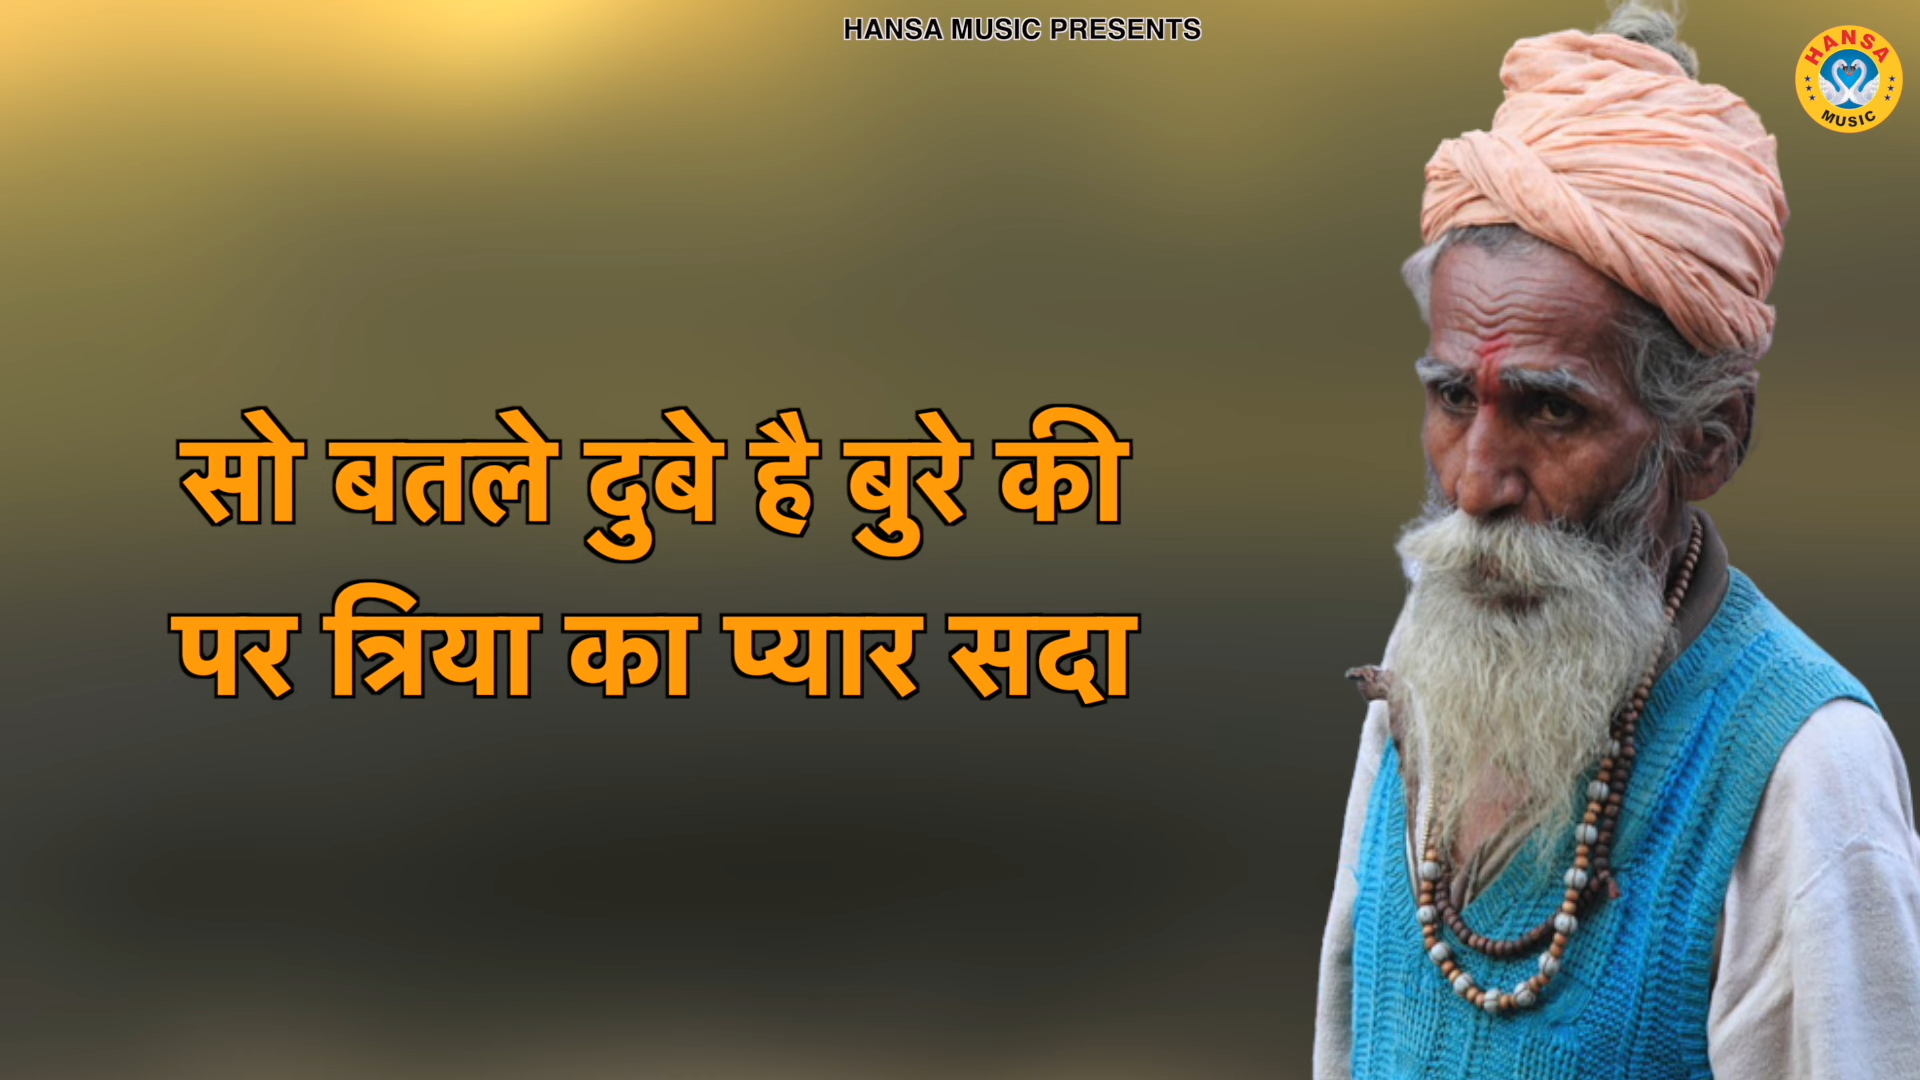 HANSA MUSIC PRESENTS
HANSA
MUSIC
सो बतले दुबे है बुरे की
पर त्रिया का प्यार सदा